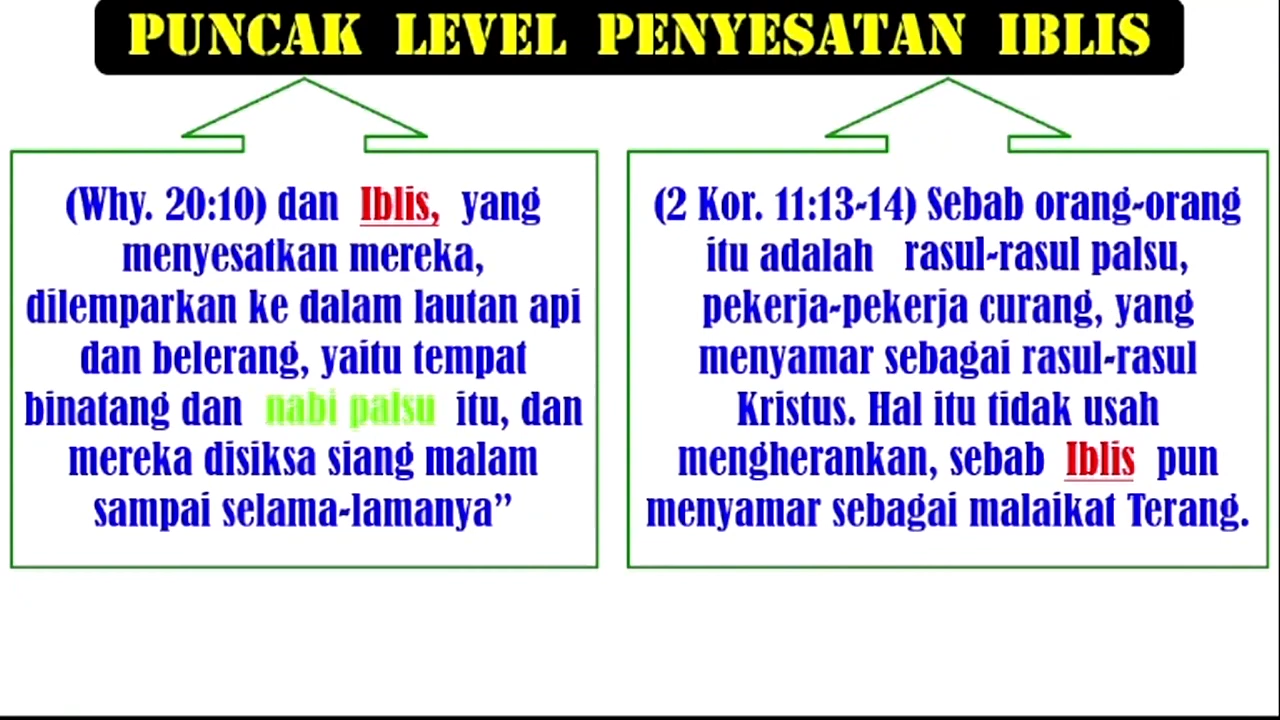 PUNCAK LEVEL PENYESATAN IBLIS
(Why. 20:10) dan Iblis, yang
menyesatkan mereka,
dilemparkan ke dalam lautan api
dan belerang, yaitu tempat
binatang dan nabi palsu itu, dan
mereka disiksa siang malam
sampai selama-lamanya”
(2 Kor. 11:13-14) Sebab orang-orang
itu adalah rasul-rasul palsu,
pekerja-pekerja curang, yang
menyamar sebagai rasul-rasul
Kristus. Hal itu tidak usah
mengherankan, sebab Iblis pun
menyamar sebagai malaikat Terang.